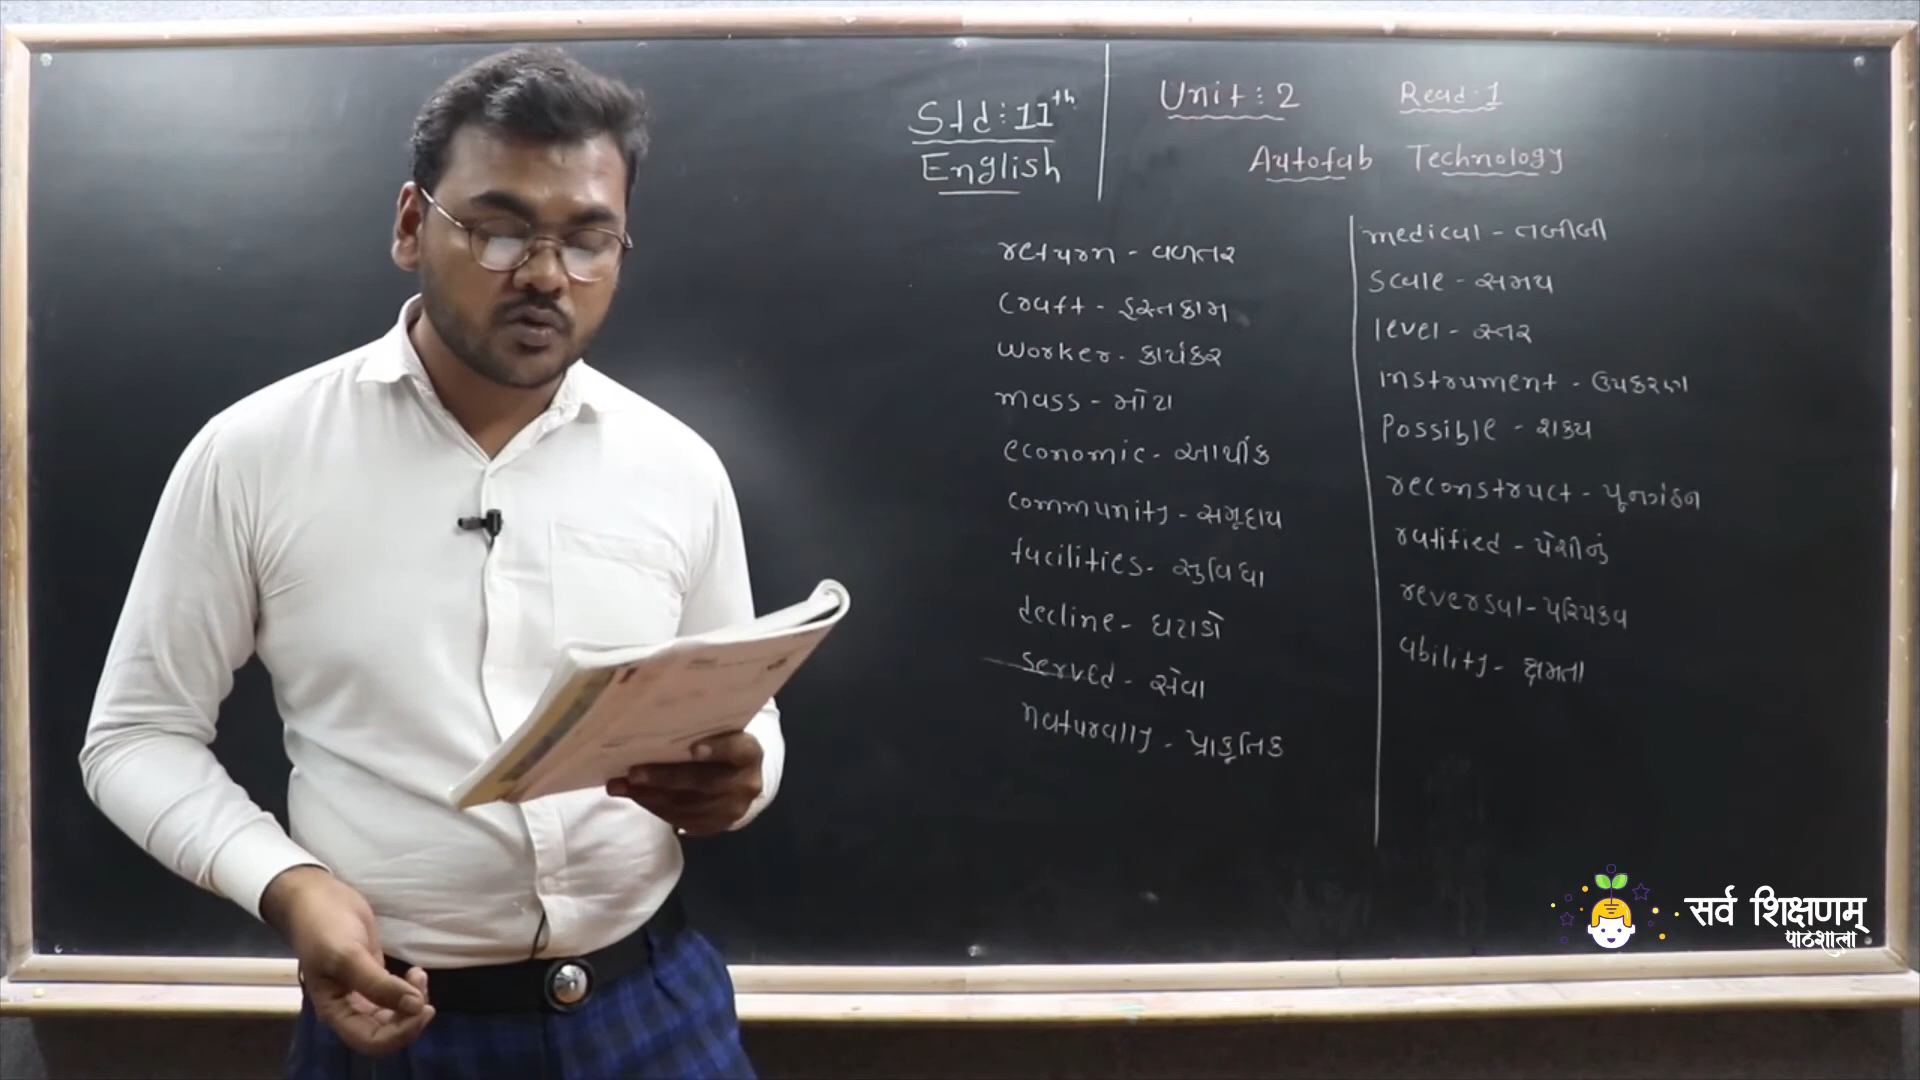 Std:11th
English
Unit:2 Read:1
Autofab Technology
return - વળતર
Craft - હસ્તકામ
Worker - કાર્યકર
mass - મોટા
economic - આર્થીક
community - સમૂદાય
facilities - સુવિધા
decline - ઘટાડો
served - સેવા
naturally - પ્રાકૃતિક
medical - તબીબી
scale - સમય
level - સ્તર
instrument - ઉપકરણ
Possible - શક્ય
reconstruct - પૂનઃગંઠન
ratified - પેશીનું
reversal - પરિપક્વ
ability - ક્ષમતા
सर्व शिक्षणम्
पाठशाला